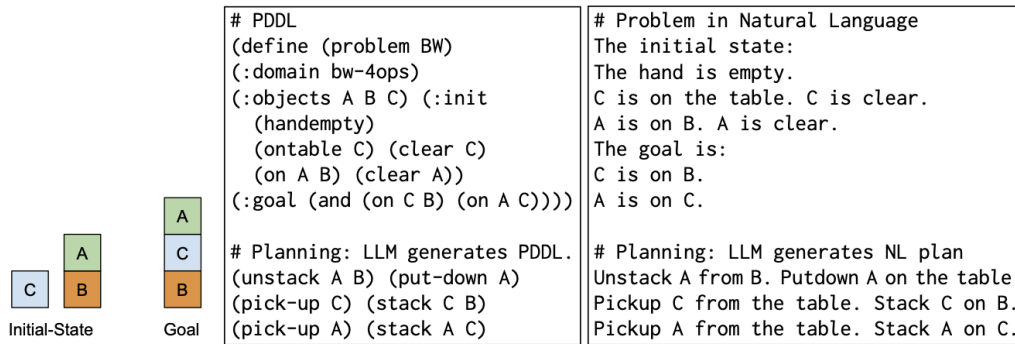 A
C
B
Initial-State
A
C
B
Goal
# PDDL
(define (problem BW)
(:domain bw-4ops)
(:objects A B C) (:init
(handempty)
(ontable C) (clear C)
(on A B) (clear A))
(:goal (and (on C B) (on A C))))
# Planning: LLM generates PDDL.
(unstack A B) (put-down A)
(pick-up C) (stack C B)
(pick-up A) (stack A C)
# Problem in Natural Language
The initial state:
The hand is empty.
C is on the table. C is clear.
A is on B. A is clear.
The goal is:
C is on B.
A is on C.
# Planning: LLM generates NL plan
Unstack A from B. Putdown A on the table
Pickup C from the table. Stack C on B.
Pickup A from the table. Stack A on C.